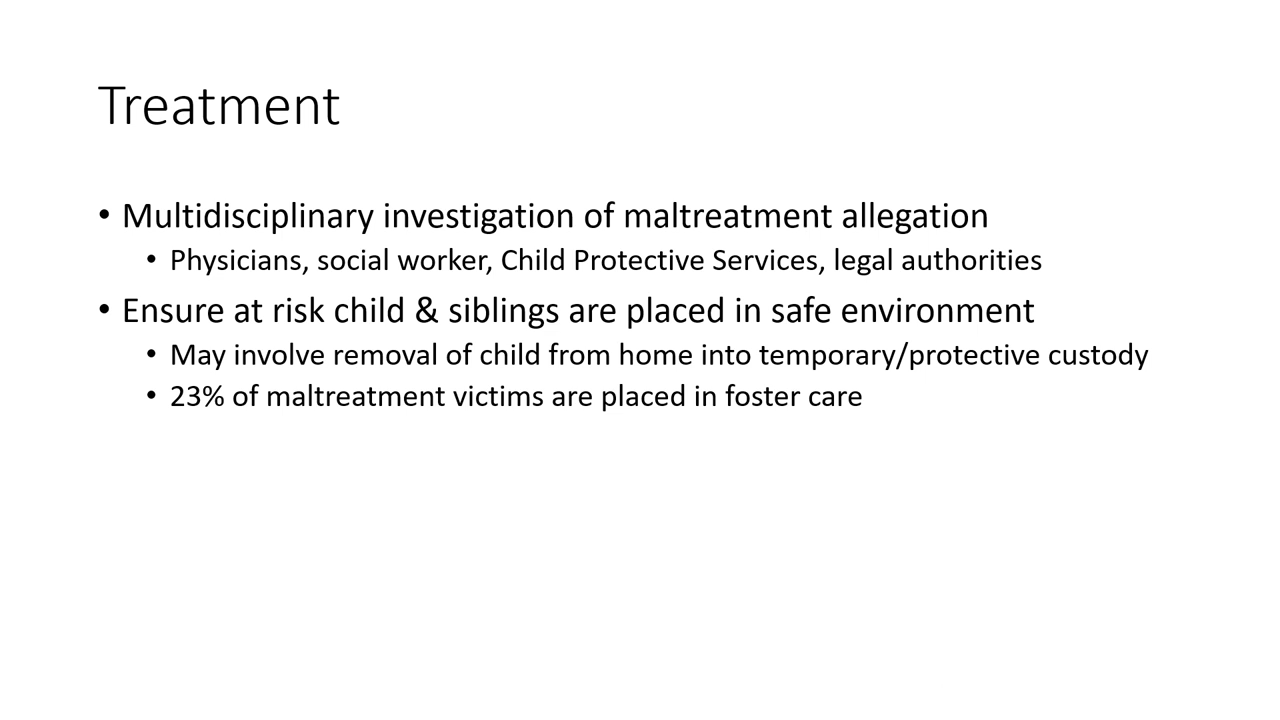 Treatment
• Multidisciplinary investigation of maltreatment allegation
• Physicians, social worker, Child Protective Services, legal authorities
• Ensure at risk child & siblings are placed in safe environment
• May involve removal of child from home into temporary/protective custody
• 23% of maltreatment victims are placed in foster care